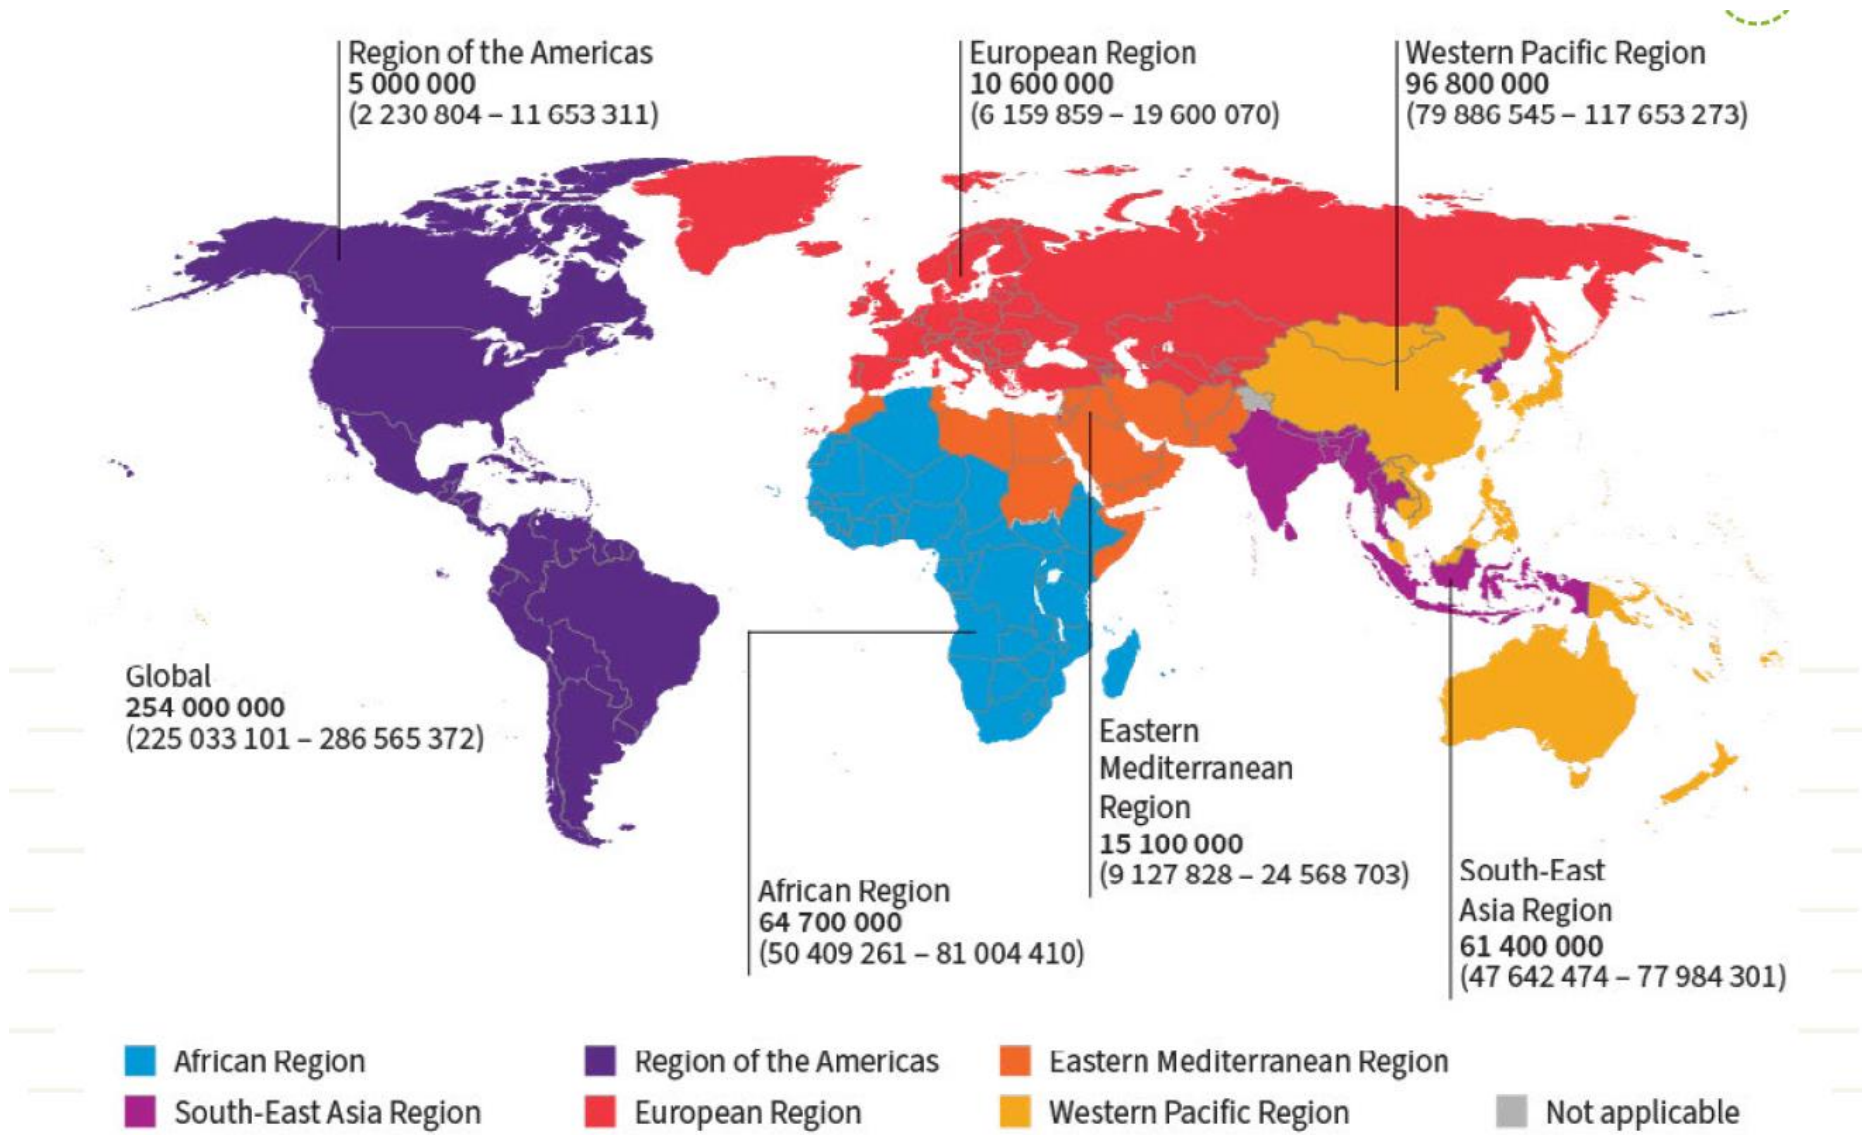 Region of the Americas
5 000 000
(2 230 804 – 11 653 311)
European Region
10 600 000
(6 159 859 – 19 600 070)
Western Pacific Region
96 800 000
(79 886 545 – 117 653 273)
Global
254 000 000
(225 033 101 – 286 565 372)
Eastern
Mediterranean
Region
15 100 000
(9 127 828 – 24 568 703)
African Region
64 700 000
(50 409 261 – 81 004 410)
South-East
Asia Region
61 400 000
(47 642 474 – 77 984 301)
African Region
Region of the Americas
Eastern Mediterranean Region
South-East Asia Region
European Region
Western Pacific Region
Not applicable